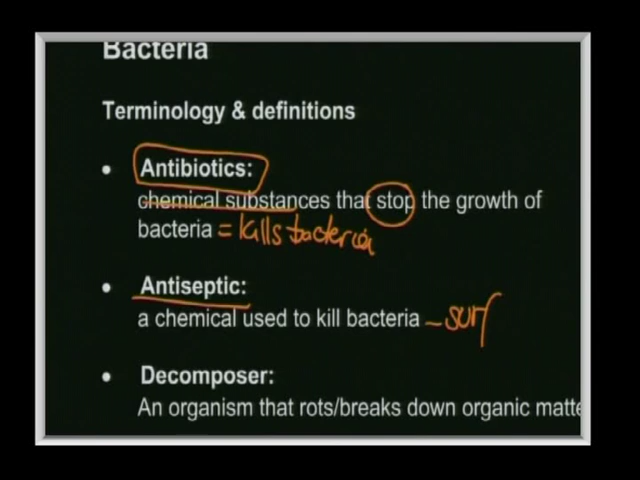 Bacteria
Terminology & definitions
• Antibiotics:
chemical substances that stop the growth of
bacteria = kills bacteria
• Antiseptic:
a chemical used to kill bacteria – surf
• Decomposer:
An organism that rots/breaks down organic matte